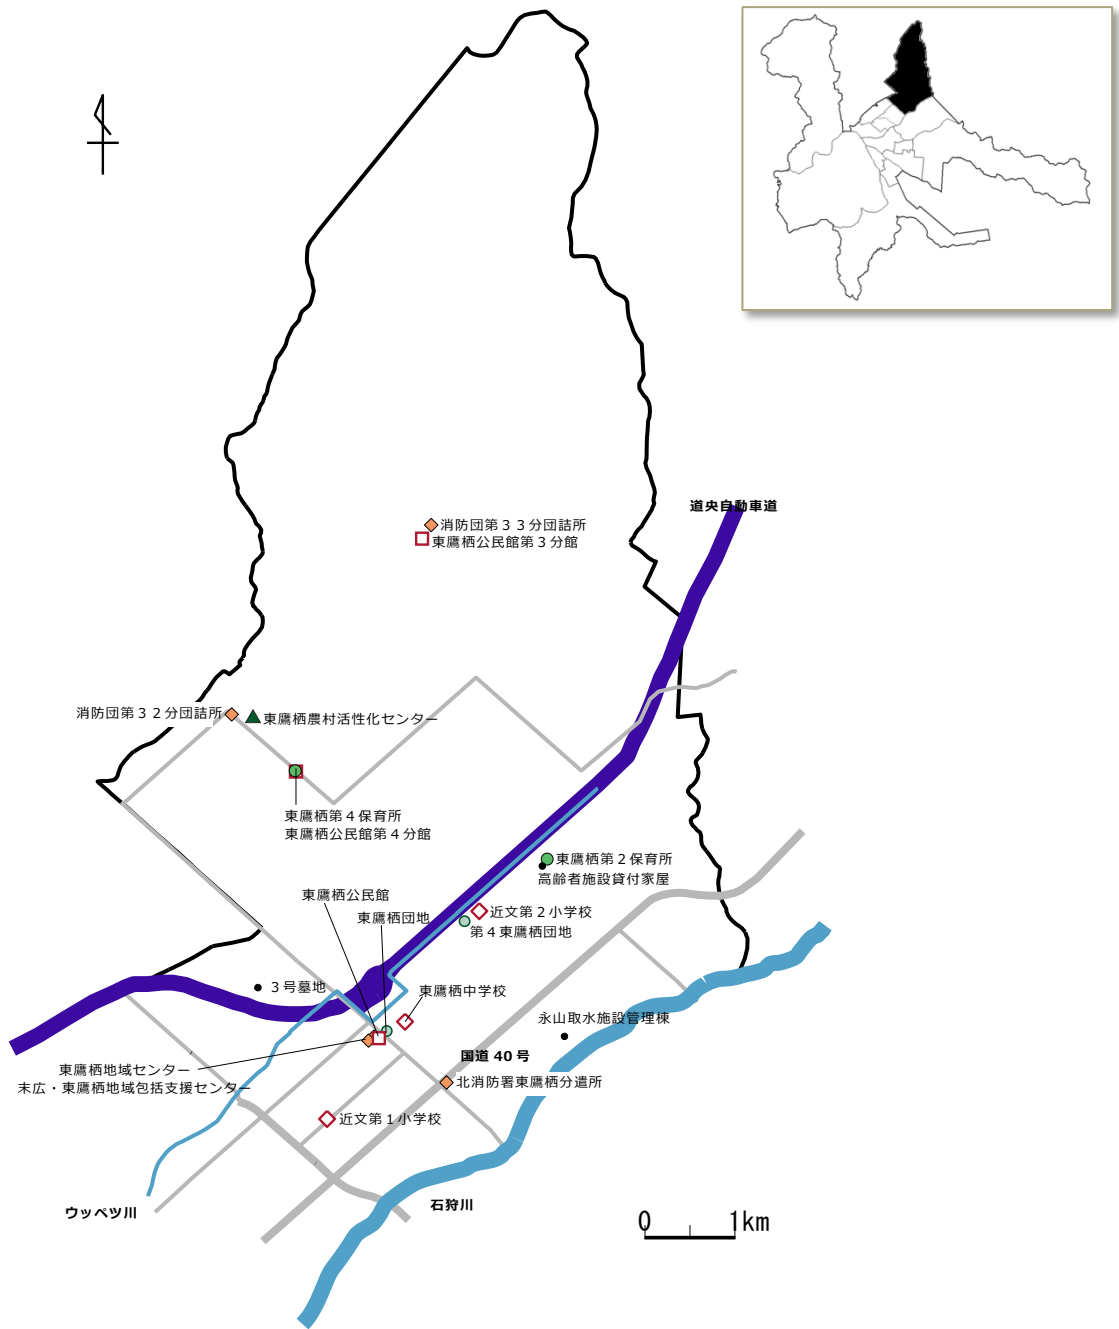 道央自動車道
消防団第３３分団詰所
東鷹栖公民館第３分館
消防団第３２分団詰所
東鷹栖農村活性化センター
東鷹栖第４保育所
東鷹栖公民館第４分館
東鷹栖第２保育所
高齢者施設貸付家屋
東鷹栖公民館
東鷹栖団地
近文第２小学校
第４東鷹栖団地
３号墓地
東鷹栖中学校
永山取水施設管理棟
国道 40 号
東鷹栖地域センター
末広・東鷹栖地域包括支援センター
北消防署東鷹栖分遣所
近文第１小学校
ウッペツ川
石狩川
0 1km